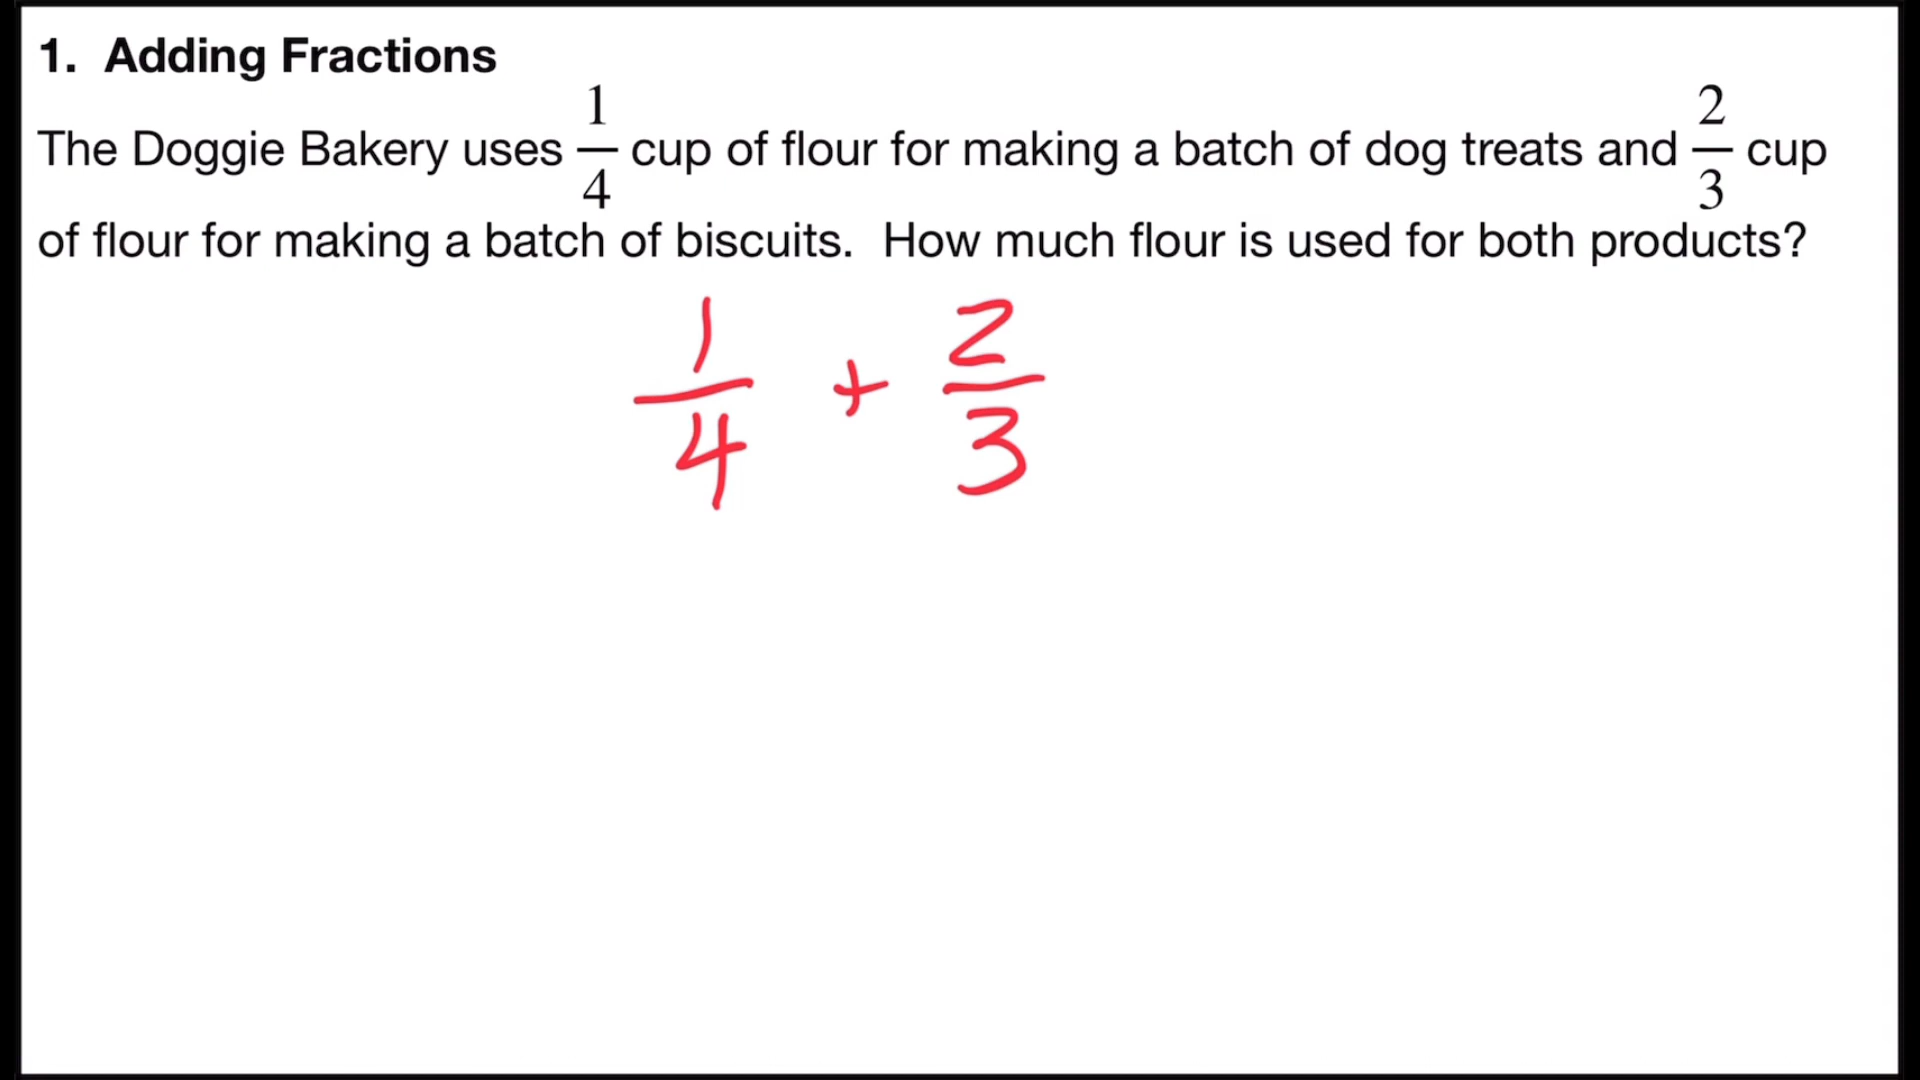 1. Adding Fractions
The Doggie Bakery uses 1/4 cup of flour for making a batch of dog treats and 2/3 cup
of flour for making a batch of biscuits. How much flour is used for both products?
1/4 + 2/3